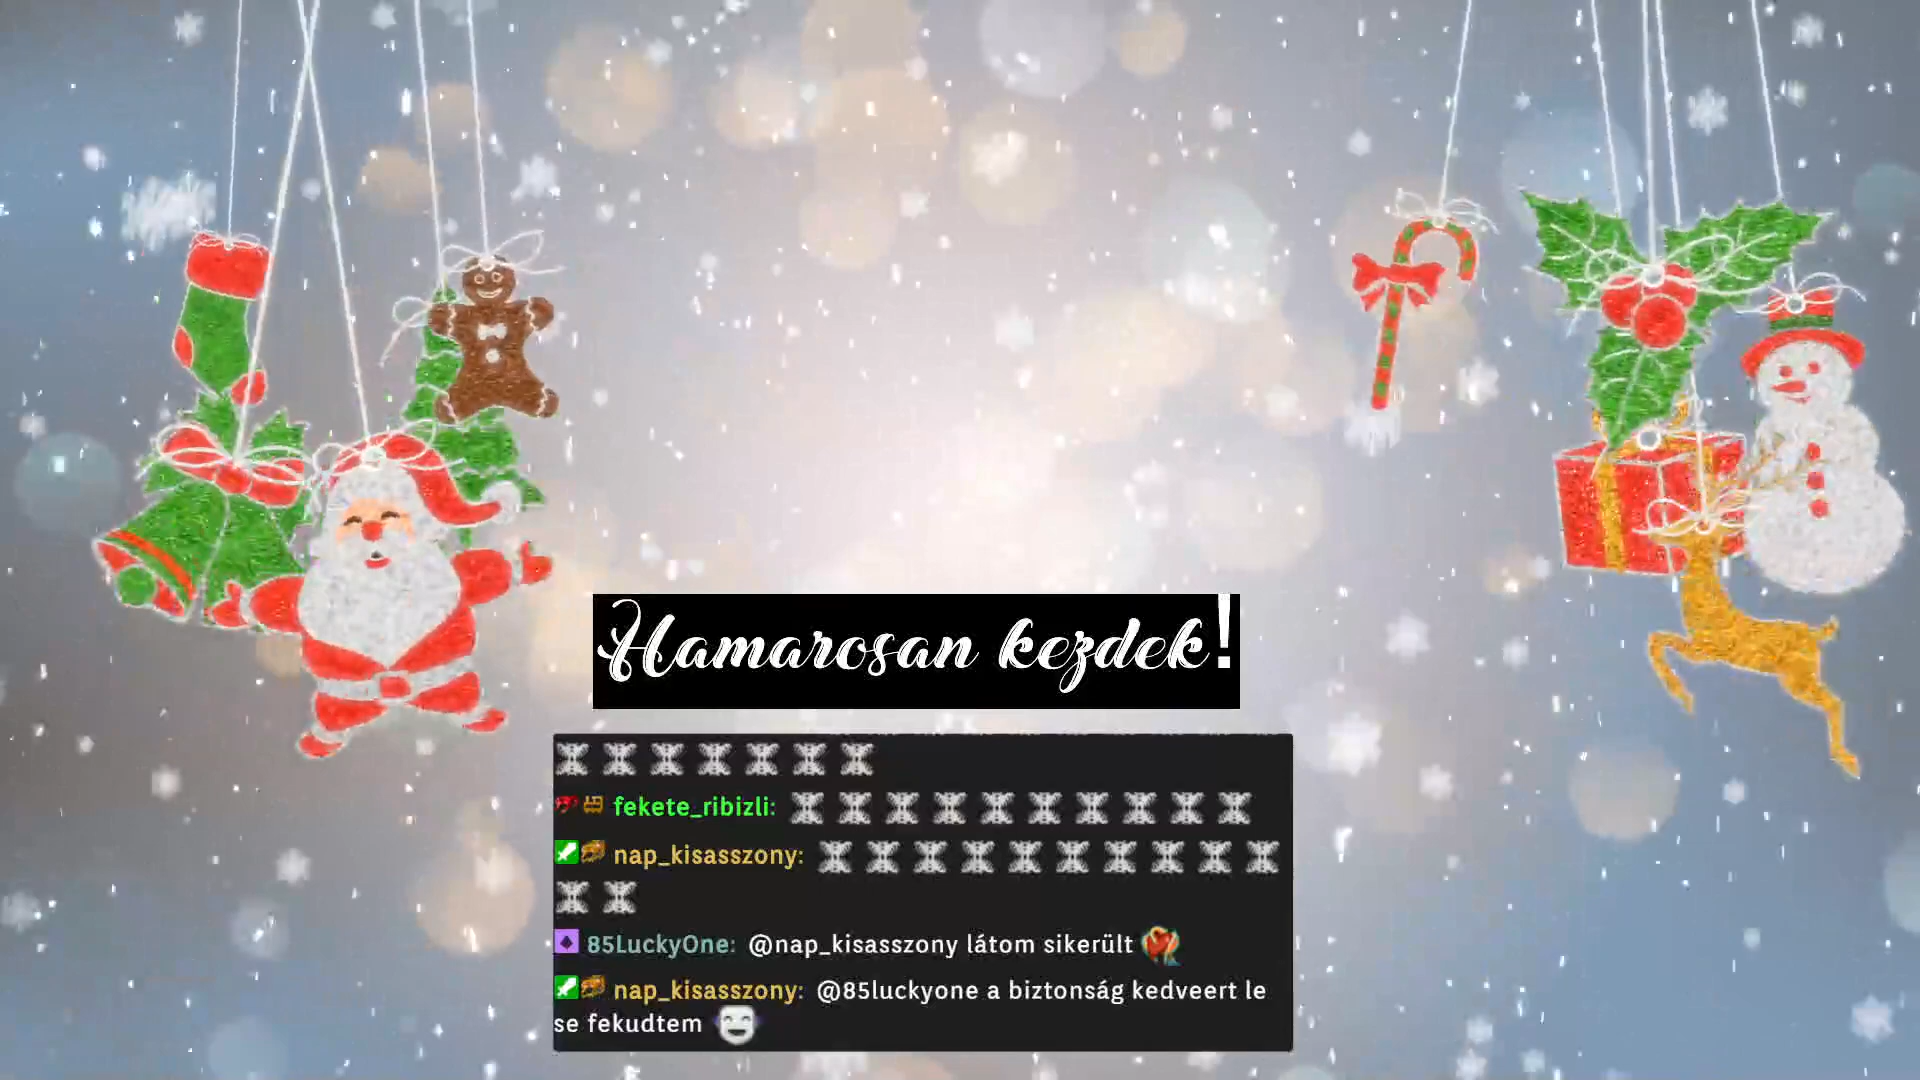 Hamarosan kezdek!
fekete_ribizli:
nap_kisasszony:
85LuckyOne: @nap_kisasszony látom sikerült
nap_kisasszony: @85luckyone a biztonság kedveert le
se fekudtem